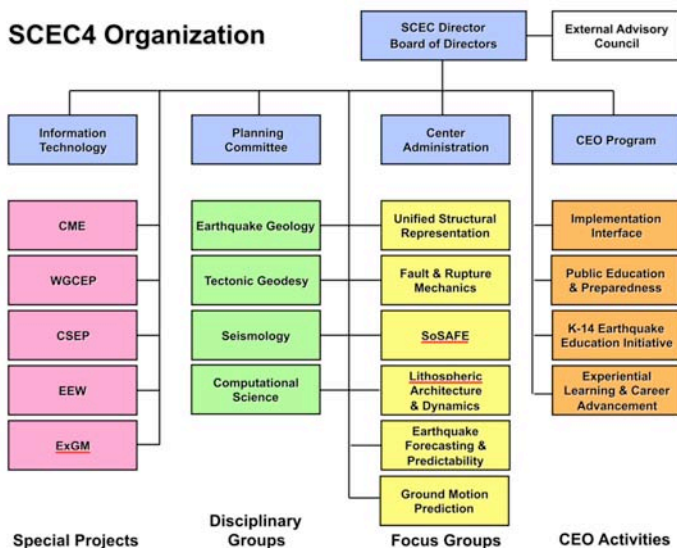 SCEC4 Organization
SCEC Director
Board of Directors
External Advisory
Council
Information
Technology
Planning
Committee
Center
Administration
CEO Program
CME
WGCEP
CSEP
EEW
ExGM
Special Projects
Earthquake Geology
Tectonic Geodesy
Seismology
Computational
Science
Disciplinary
Groups
Unified Structural
Representation
Fault & Rupture
Mechanics
SoSAFE
Lithospheric
Architecture
& Dynamics
Earthquake
Forecasting &
Predictability
Ground Motion
Prediction
Focus Groups
Implementation
Interface
Public Education
& Preparedness
K-14 Earthquake
Education Initiative
Experiential
Learning & Career
Advancement
CEO Activities